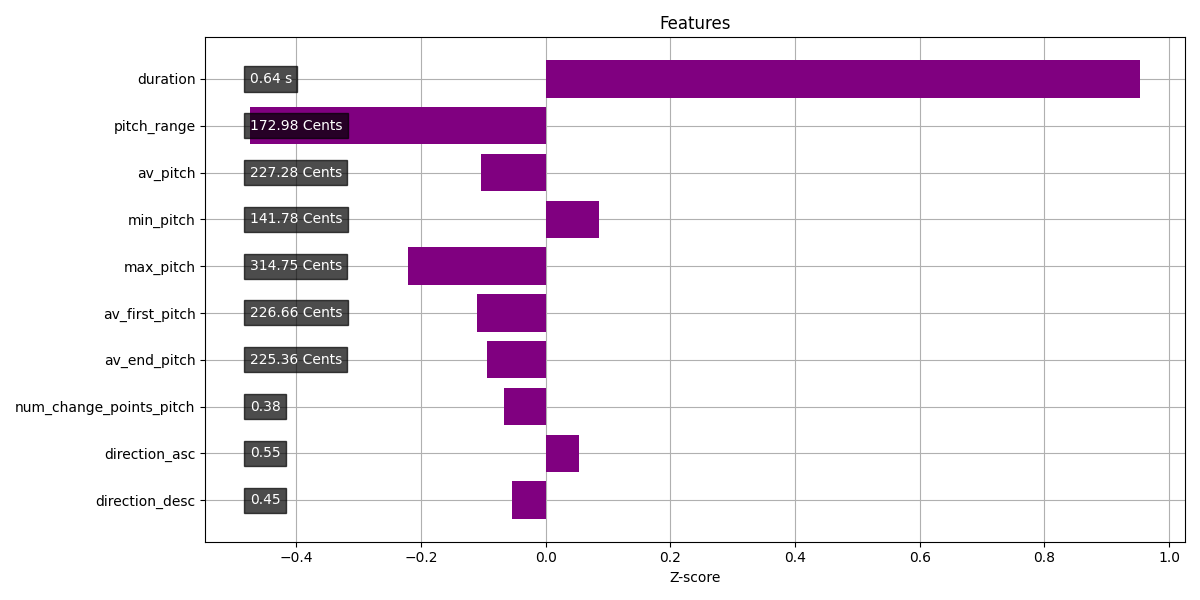 Features
duration 0.64 s
pitch_range 172.98 Cents
av_pitch 227.28 Cents
min_pitch 141.78 Cents
max_pitch 314.75 Cents
av_first_pitch 226.66 Cents
av_end_pitch 225.36 Cents
num_change_points_pitch 0.38
direction_asc 0.55
direction_desc 0.45
−0.4 −0.2 0.0 0.2 0.4 0.6 0.8 1.0
Z-score